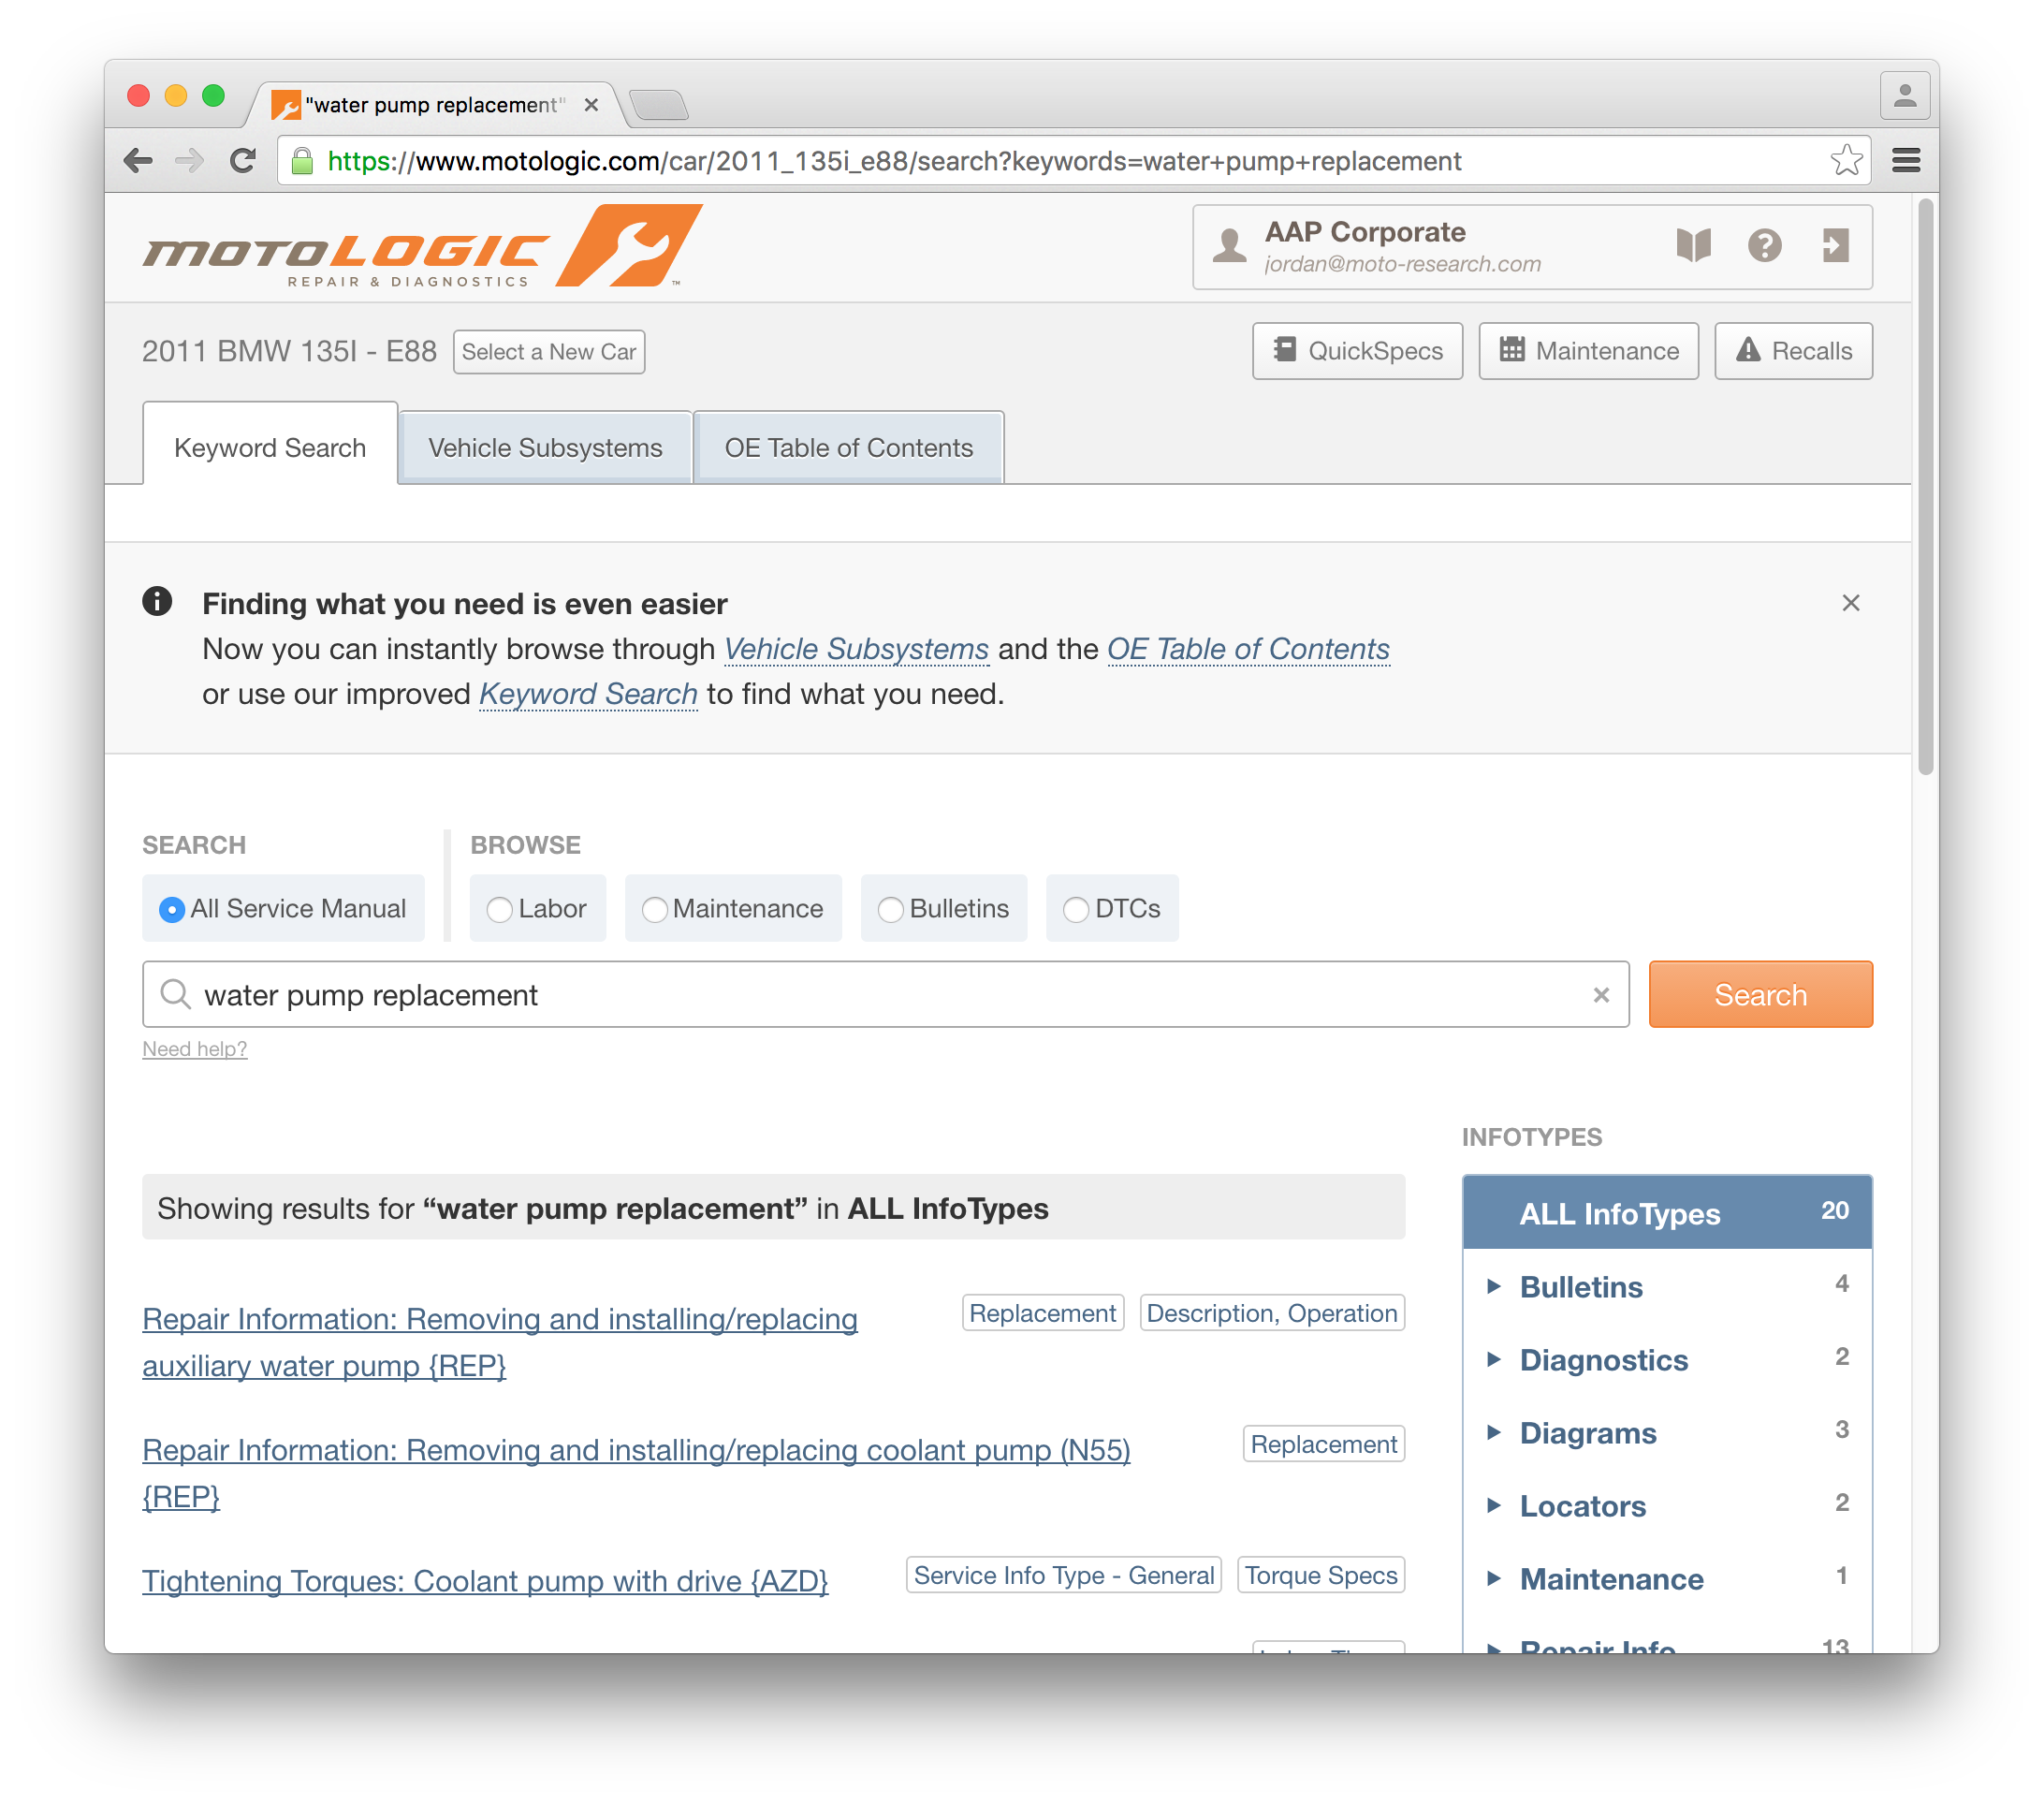 "water pump replacement"
https://www.motologic.com/car/2011_135i_e88/search?keywords=water+pump+replacement
MOTOLOGIC
REPAIR & DIAGNOSTICS
™
AAP Corporate
jordan@moto-research.com
2011 BMW 135I - E88
Select a New Car
QuickSpecs
Maintenance
Recalls
Keyword Search
Vehicle Subsystems
OE Table of Contents
Finding what you need is even easier
Now you can instantly browse through Vehicle Subsystems and the OE Table of Contents
or use our improved Keyword Search to find what you need.
SEARCH
BROWSE
All Service Manual
Labor
Maintenance
Bulletins
DTCs
water pump replacement
Search
Need help?
INFOTYPES
Showing results for “water pump replacement” in ALL InfoTypes
Repair Information: Removing and installing/replacing
auxiliary water pump {REP}
Replacement
Description, Operation
Repair Information: Removing and installing/replacing coolant pump (N55)
{REP}
Replacement
Tightening Torques: Coolant pump with drive {AZD}
Service Info Type - General
Torque Specs
ALL InfoTypes 20
Bulletins 4
Diagnostics 2
Diagrams 3
Locators 2
Maintenance 1
Repair Info 13